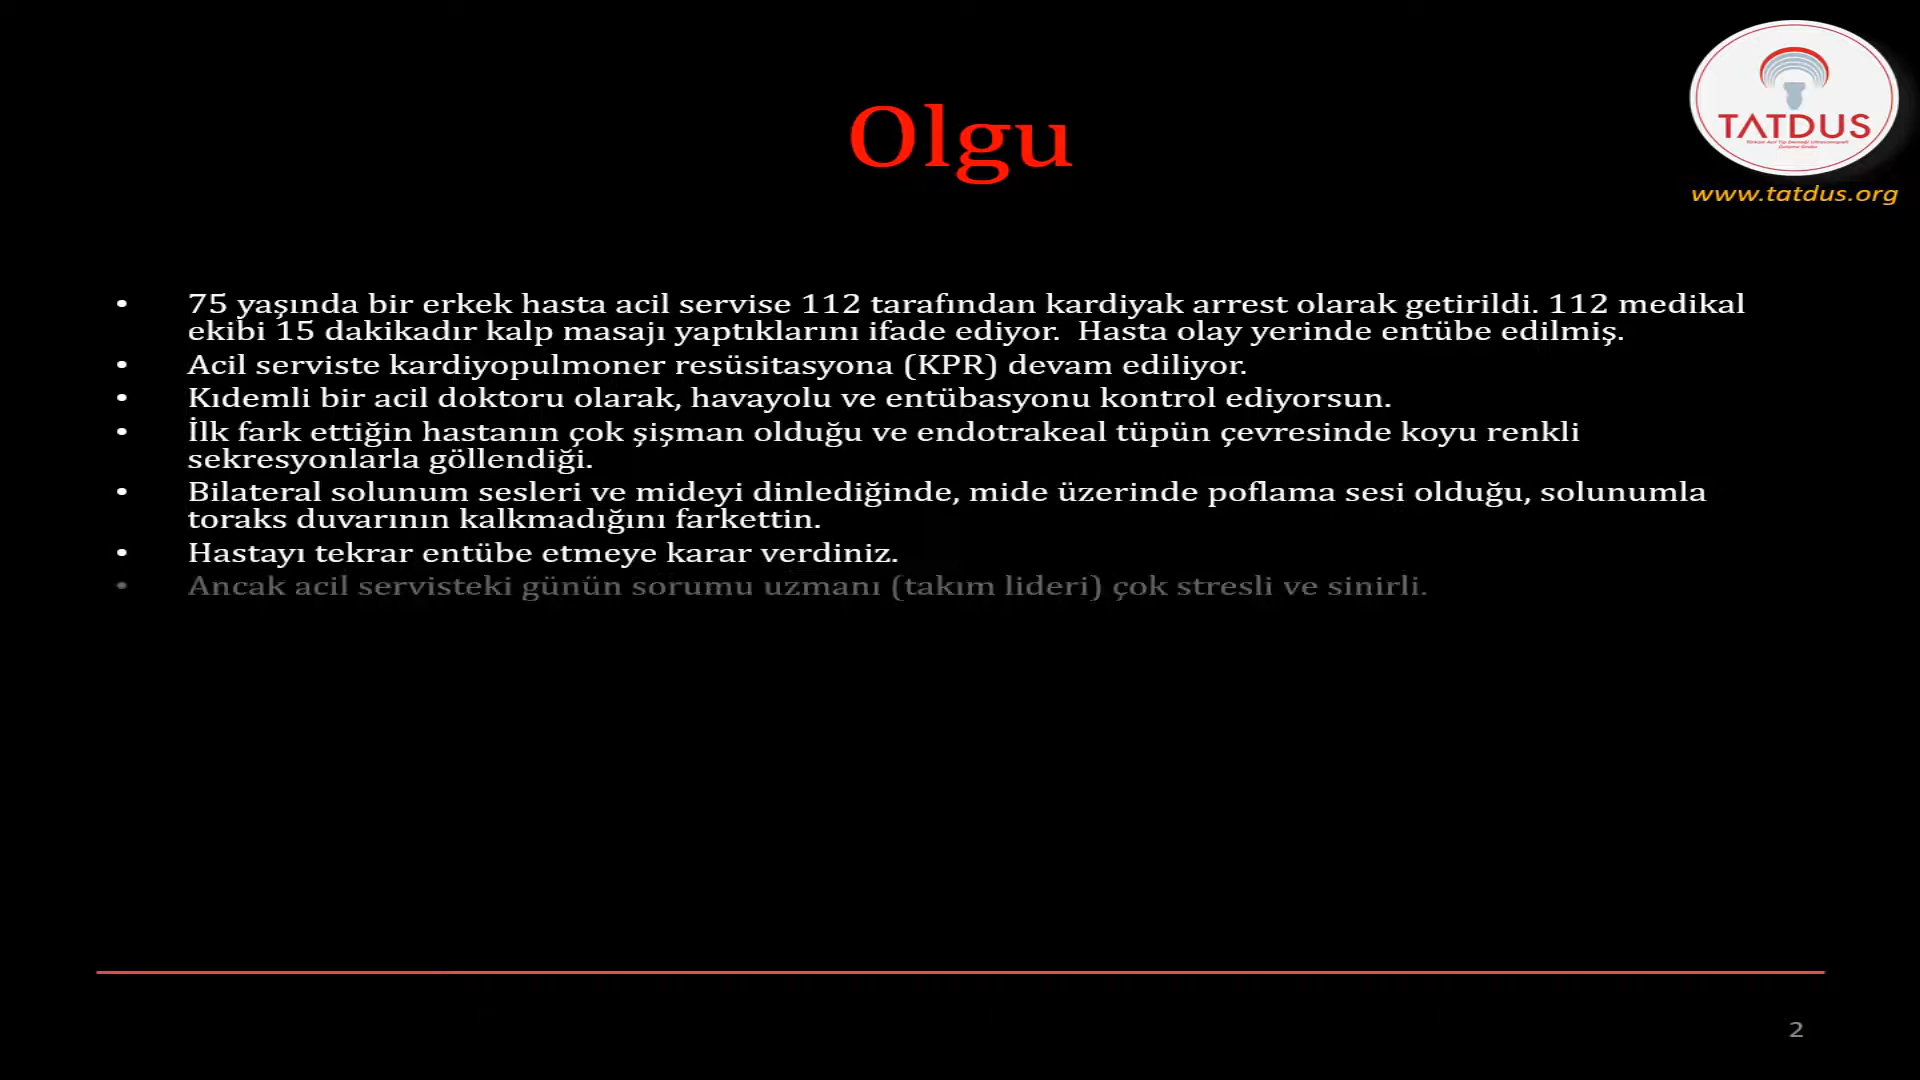 TATDUS
www.tatdus.org
Olgu
• 75 yaşında bir erkek hasta acil servise 112 tarafından kardiyak arrest olarak getirildi. 112 medikal
ekibi 15 dakikadır kalp masajı yaptıklarını ifade ediyor. Hasta olay yerinde entübe edilmiş.
• Acil serviste kardiyopulmoner resüsitasyona (KPR) devam ediliyor.
• Kıdemli bir acil doktoru olarak, havayolu ve entübasyonu kontrol ediyorsun.
• İlk fark ettiğin hastanın çok şişman olduğu ve endotrakeal tüpün çevresinde koyu renkli
sekresyonlarla göllendiği.
• Bilateral solunum sesleri ve mideyi dinlediğinde, mide üzerinde poflama sesi olduğu, solunumla
toraks duvarının kalkmadığını farkettin.
• Hastayı tekrar entübe etmeye karar verdiniz.
• Ancak acil servisteki günün sorumu uzmanı (takım lideri) çok stresli ve sinirli.
2